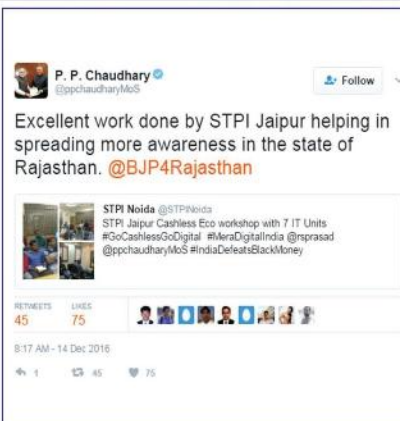 P. P. Chaudhary
@ppchaudharyMoS
Follow
Excellent work done by STPI Jaipur helping in
spreading more awareness in the state of
Rajasthan. @BJP4Rajasthan
STPI Noida @STPINoida
STPI Jaipur Cashless Eco workshop with 7 IT Units
#GoCashlessGoDigital #MeraDigitalIndia @rsprasad
@ppchaudharyMoS #IndiaDefeatsBlackMoney
RETWEETS LIKES
45 75
8:17 AM - 14 Dec 2016
1 45 75